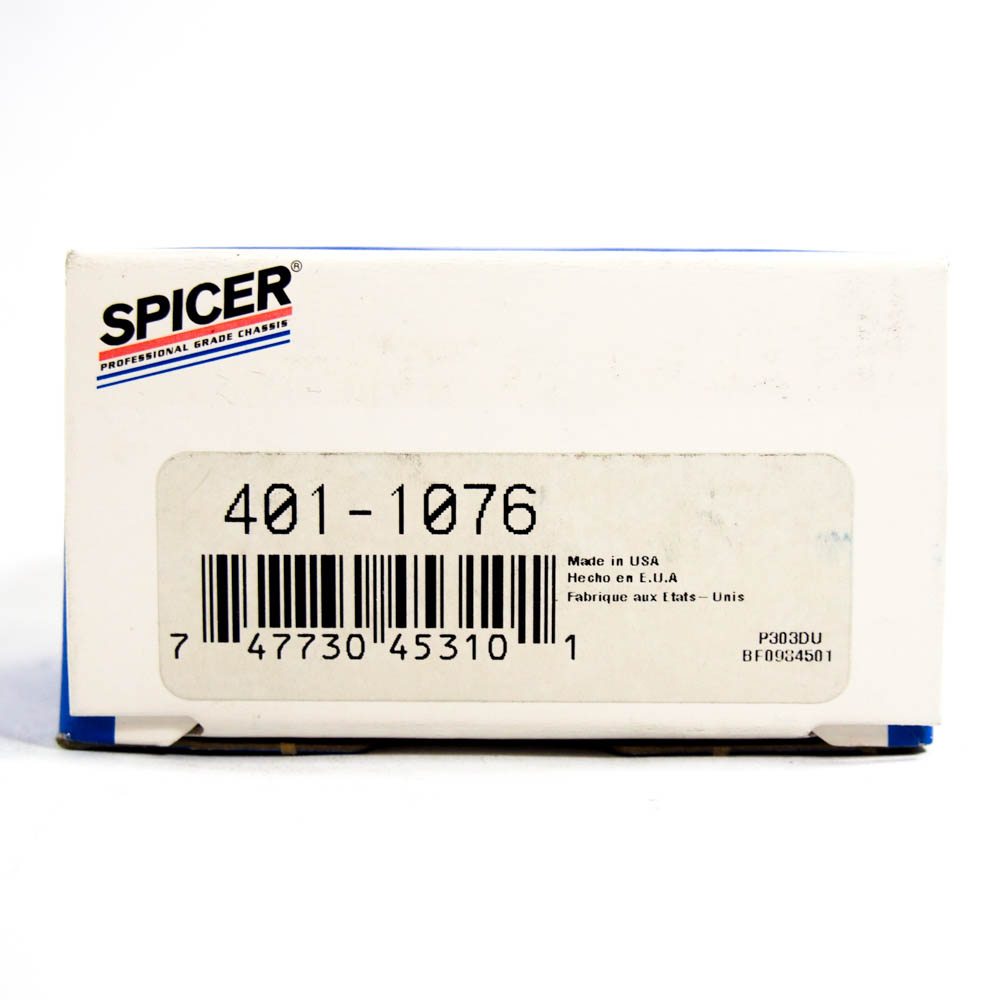 SPICER®
PROFESSIONAL GRADE CHASSIS
401-1076
Made in USA
Hecho en E.U.A
Fabrique aux Etats-Unis
7 47730 45310 1
P303DU
BF0984501